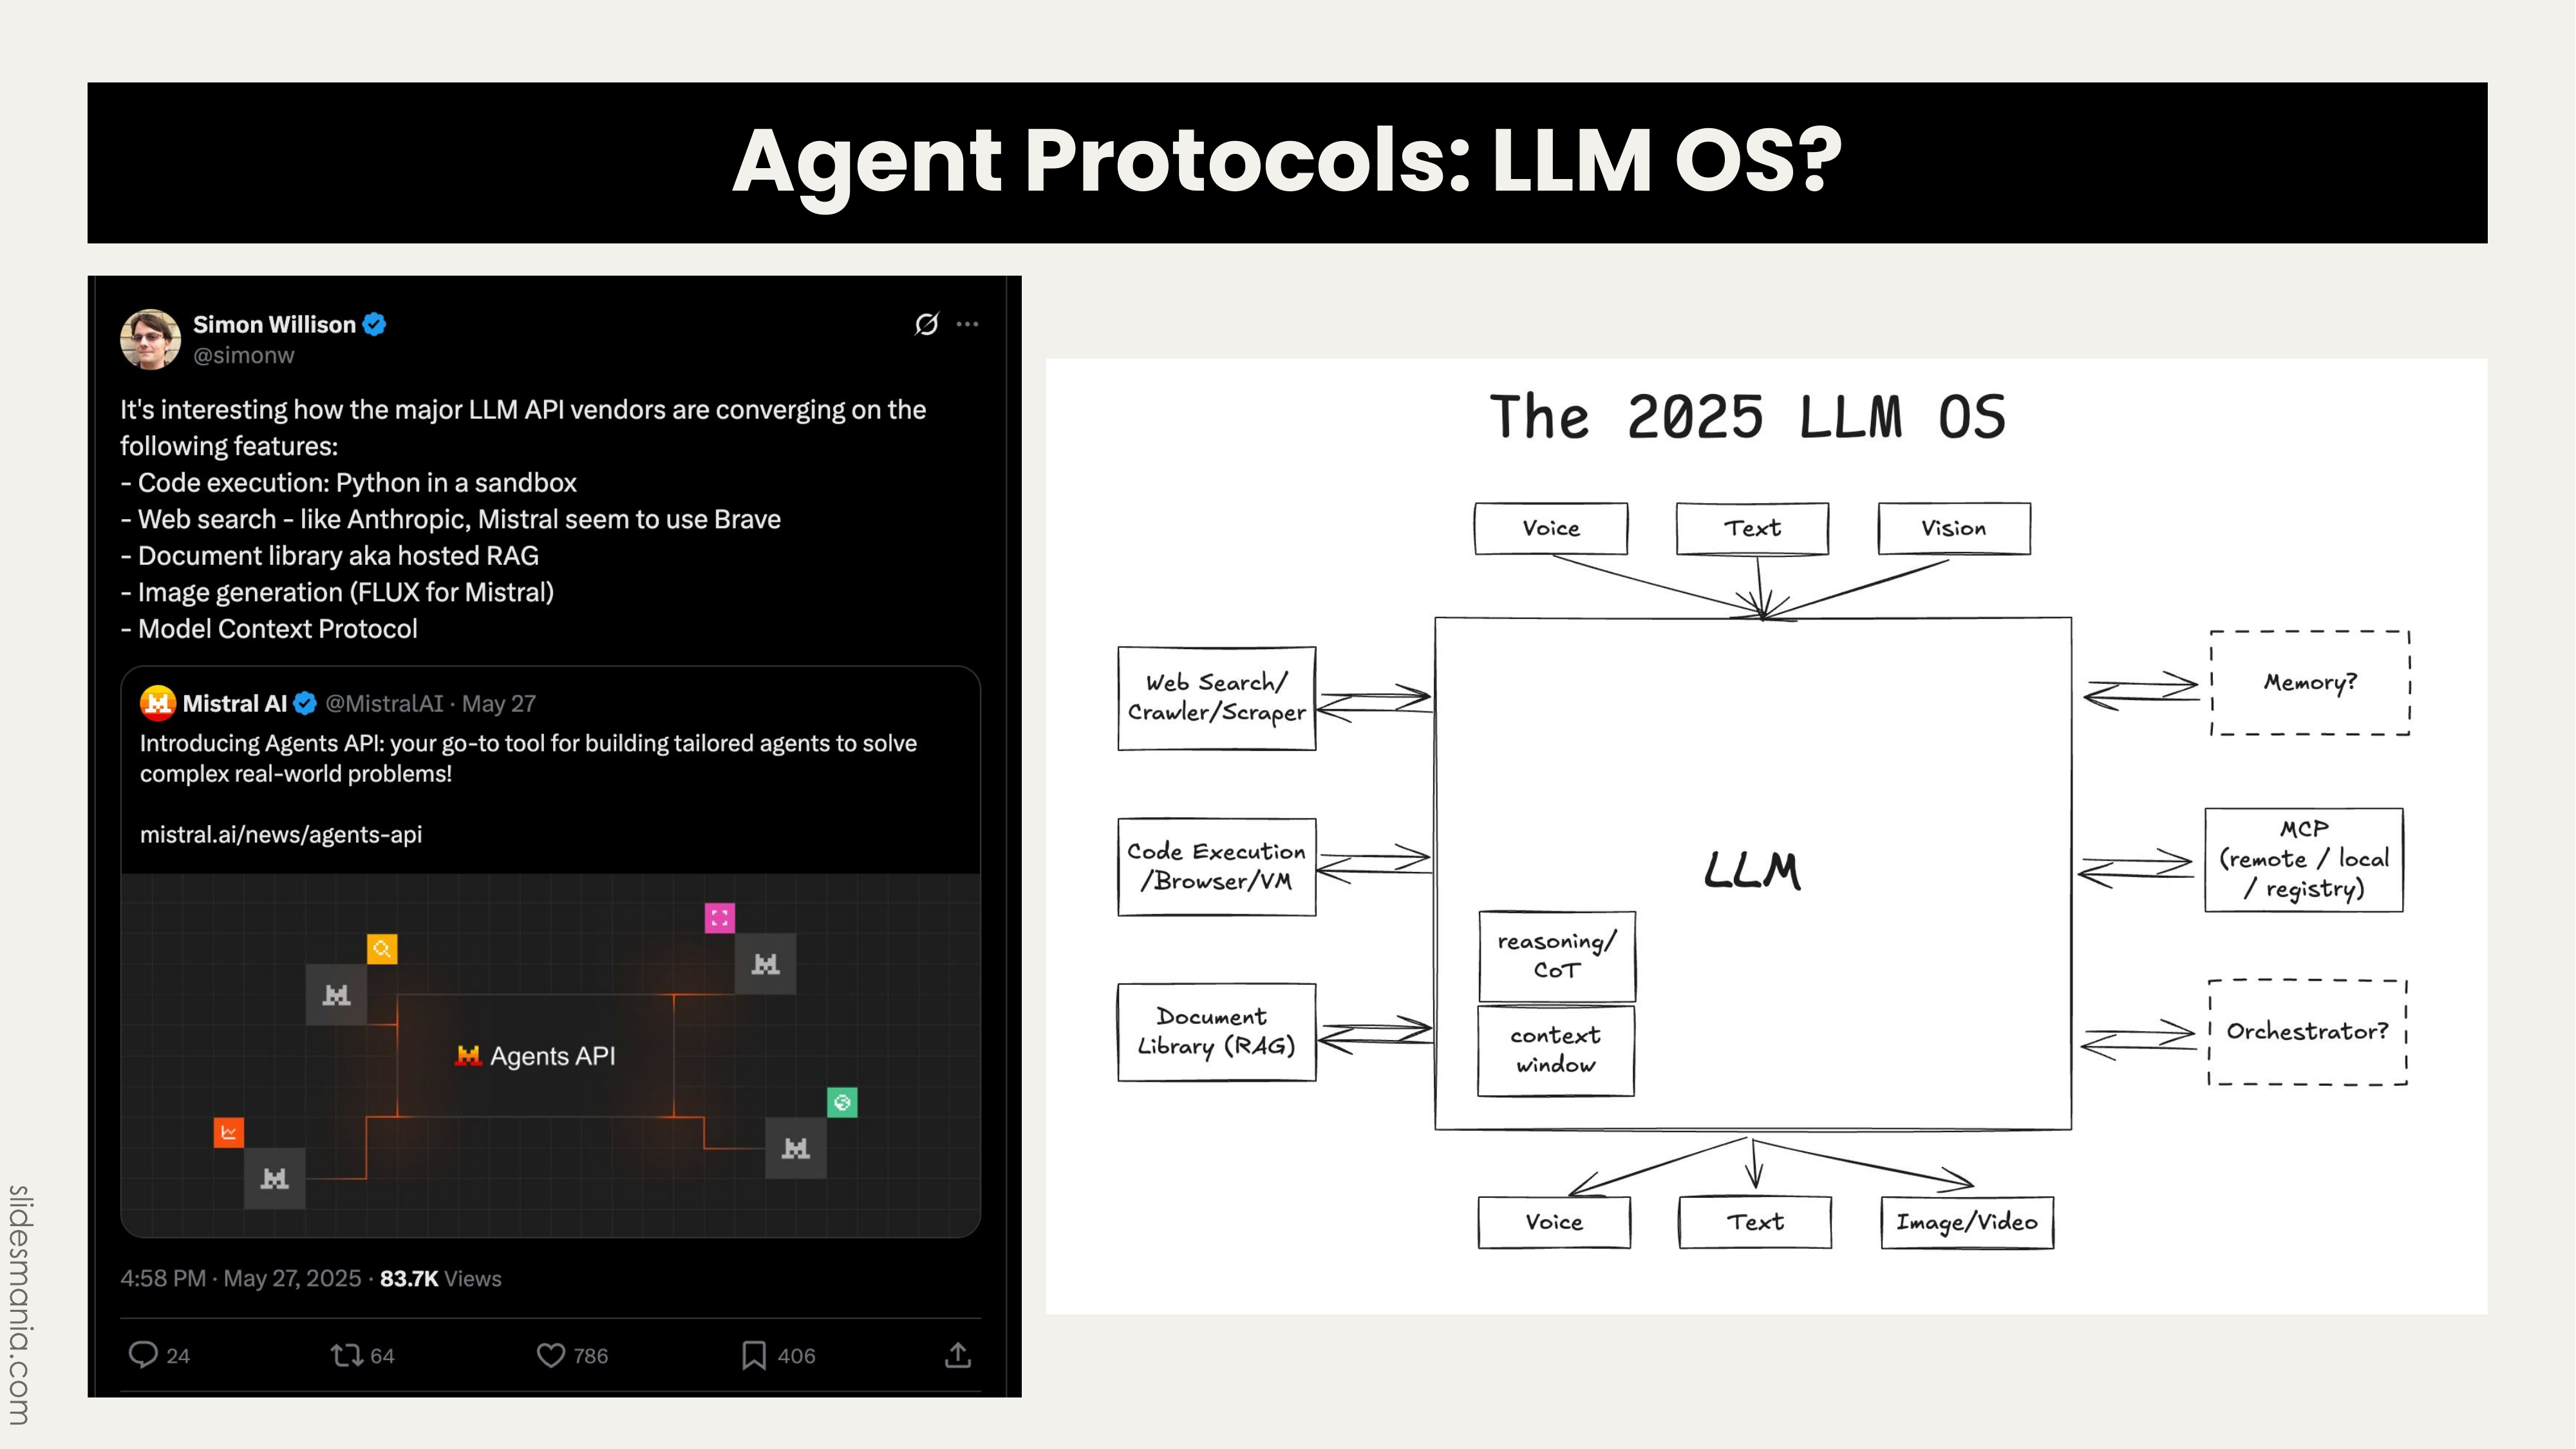 Agent Protocols: LLM OS?
Simon Willison
@simonw
It's interesting how the major LLM API vendors are converging on the
following features:
- Code execution: Python in a sandbox
- Web search - like Anthropic, Mistral seem to use Brave
- Document library aka hosted RAG
- Image generation (FLUX for Mistral)
- Model Context Protocol
Mistral AI @MistralAI · May 27
Introducing Agents API: your go-to tool for building tailored agents to solve
complex real-world problems!
mistral.ai/news/agents-api
Agents API
4:58 PM · May 27, 2025 · 83.7K Views
24 64 786 406
The 2025 LLM OS
Voice
Text
Vision
Web Search/
Crawler/Scraper
Code Execution
/Browser/VM
Document
Library (RAG)
LLM
reasoning/
CoT
context
window
Memory?
MCP
(remote / local
/ registry)
Orchestrator?
Voice
Text
Image/Video
slidesmania.com